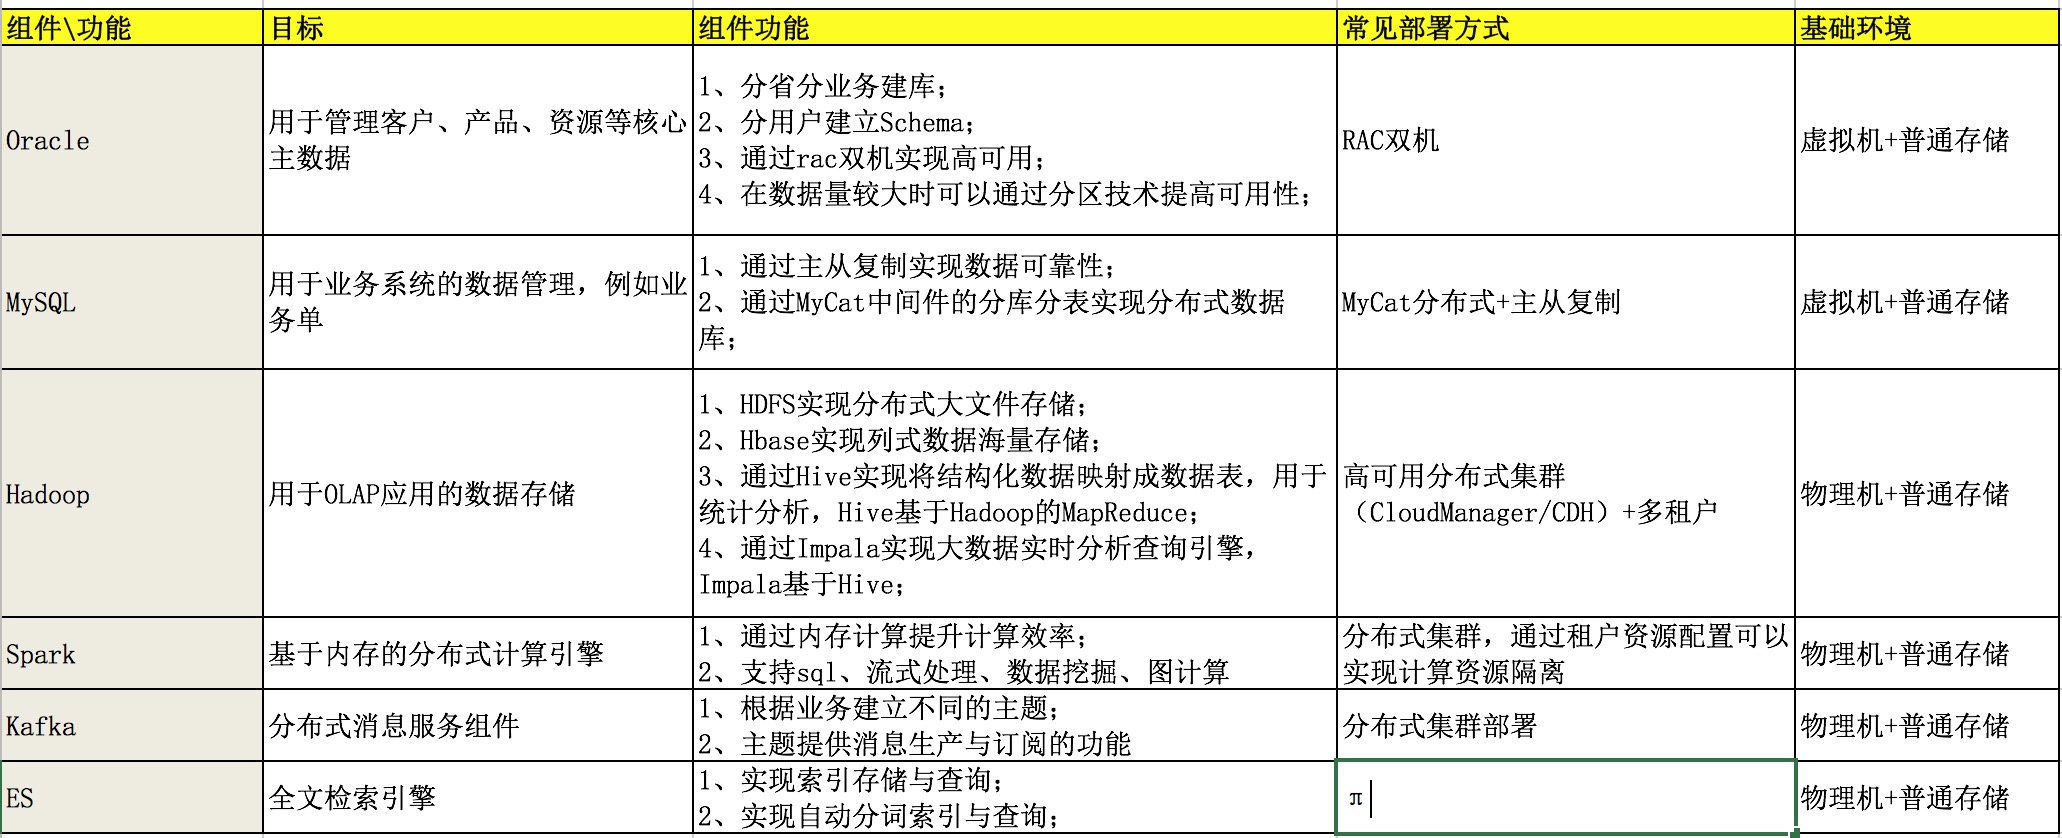 组件\功能
目标
组件功能
常见部署方式
基础环境
Oracle
用于管理客户、产品、资源等核心
主数据
1、分省分业务建库；
2、分用户建立Schema；
3、通过rac双机实现高可用；
4、在数据量较大时可以通过分区技术提高可用性；
RAC双机
虚拟机+普通存储
MySQL
用于业务系统的数据管理，例如业
务单
1、通过主从复制实现数据可靠性；
2、通过MyCat中间件的分库分表实现分布式数据
库；
MyCat分布式+主从复制
虚拟机+普通存储
Hadoop
用于OLAP应用的数据存储
1、HDFS实现分布式大文件存储；
2、Hbase实现列式数据海量存储；
3、通过Hive实现将结构化数据映射成数据表，用于
统计分析，Hive基于Hadoop的MapReduce；
4、通过Impala实现大数据实时分析查询引擎，
Impala基于Hive；
高可用分布式集群
（CloudManager/CDH）+多租户
物理机+普通存储
Spark
基于内存的分布式计算引擎
1、通过内存计算提升计算效率；
2、支持sql、流式处理、数据挖掘、图计算
分布式集群，通过租户资源配置可以
实现计算资源隔离
物理机+普通存储
Kafka
分布式消息服务组件
1、根据业务建立不同的主题；
2、主题提供消息生产与订阅的功能
分布式集群部署
物理机+普通存储
ES
全文检索引擎
1、实现索引存储与查询；
2、实现自动分词索引与查询；
π
物理机+普通存储